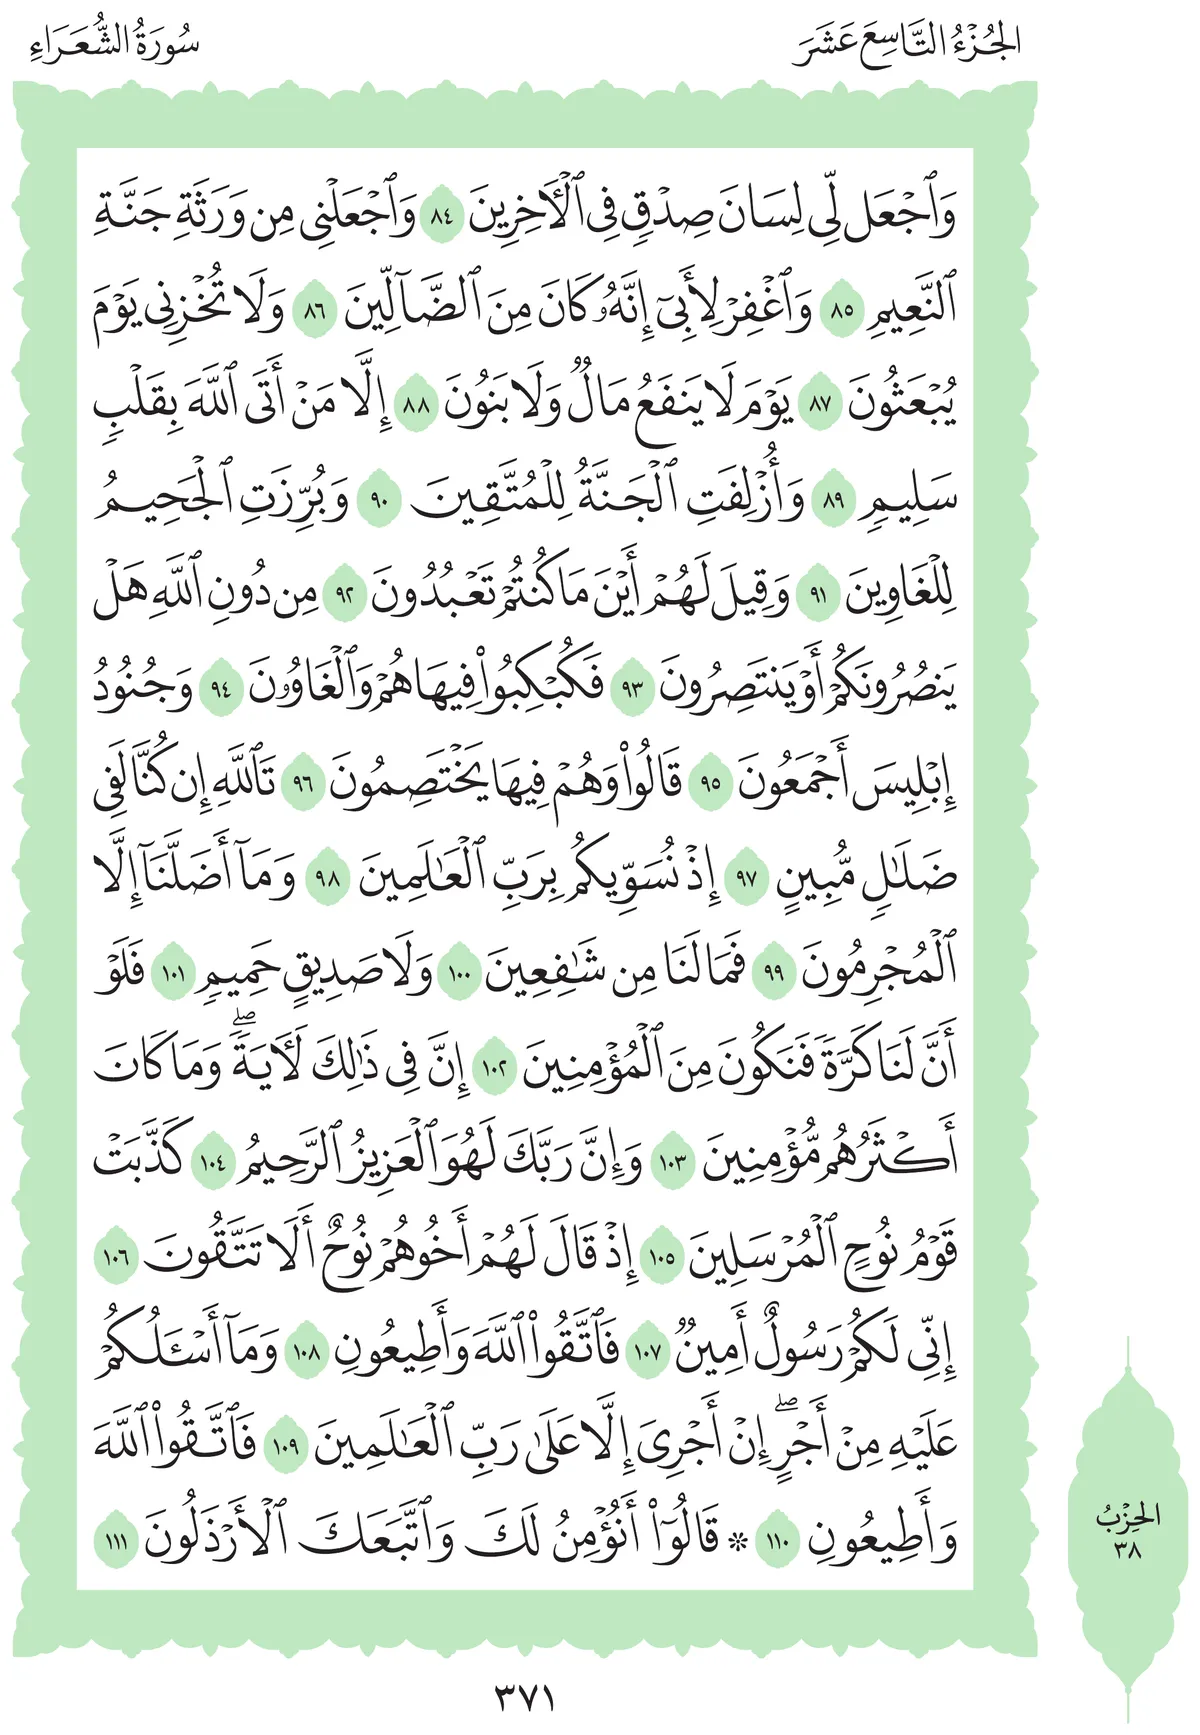 الجُزْءُ التَّاسِعَ عَشَرَ
سُورَةُ الشُّعَرَاءِ
وَٱجْعَل لِّى لِسَانَ صِدْقٍ فِى ٱلْأَخِرِينَ ٨٤ وَٱجْعَلْنِى مِن وَرَثَةِ جَنَّةِ
ٱلنَّعِيمِ ٨٥ وَٱغْفِرْ لِأَبِىٓ إِنَّهُۥ كَانَ مِنَ ٱلضَّآلِّينَ ٨٦ وَلَا تُخْزِنِى يَوْمَ
يُبْعَثُونَ ٨٧ يَوْمَ لَا يَنفَعُ مَالٌ وَلَا بَنُونَ ٨٨ إِلَّا مَنْ أَتَى ٱللَّهَ بِقَلْبٍ
سَلِيمٍ ٨٩ وَأُزْلِفَتِ ٱلْجَنَّةُ لِلْمُتَّقِينَ ٩٠ وَبُرِّزَتِ ٱلْجَحِيمُ
لِلْغَاوِينَ ٩١ وَقِيلَ لَهُمْ أَيْنَ مَا كُنتُمْ تَعْبُدُونَ ٩٢ مِن دُونِ ٱللَّهِ هَلْ
يَنصُرُونَكُمْ أَوْ يَنتَصِرُونَ ٩٣ فَكُبْكِبُوا۟ فِيهَا هُمْ وَٱلْغَاوُۥنَ ٩٤ وَجُنُودُ
إِبْلِيسَ أَجْمَعُونَ ٩٥ قَالُوا۟ وَهُمْ فِيهَا يَخْتَصِمُونَ ٩٦ تَٱللَّهِ إِن كُنَّا لَفِى
ضَلَـٰلٍ مُّبِينٍ ٩٧ إِذْ نُسَوِّيكُم بِرَبِّ ٱلْعَـٰلَمِينَ ٩٨ وَمَآ أَضَلَّنَآ إِلَّا
ٱلْمُجْرِمُونَ ٩٩ فَمَا لَنَا مِن شَـٰفِعِينَ ١٠٠ وَلَا صَدِيقٍ حَمِيمٍ ١٠١ فَلَوْ
أَنَّ لَنَا كَرَّةً فَنَكُونَ مِنَ ٱلْمُؤْمِنِينَ ١٠٢ إِنَّ فِى ذَٰلِكَ لَـَٔايَةً ۖ وَمَا كَانَ
أَكْثَرُهُم مُّؤْمِنِينَ ١٠٣ وَإِنَّ رَبَّكَ لَهُوَ ٱلْعَزِيزُ ٱلرَّحِيمُ ١٠٤ كَذَّبَتْ
قَوْمُ نُوحٍ ٱلْمُرْسَلِينَ ١٠٥ إِذْ قَالَ لَهُمْ أَخُوهُمْ نُوحٌ أَلَا تَتَّقُونَ ١٠٦
إِنِّى لَكُمْ رَسُولٌ أَمِينٌ ١٠٧ فَٱتَّقُوا۟ ٱللَّهَ وَأَطِيعُونِ ١٠٨ وَمَآ أَسْـَٔلُكُمْ
عَلَيْهِ مِنْ أَجْرٍ ۖ إِنْ أَجْرِىَ إِلَّا عَلَىٰ رَبِّ ٱلْعَـٰلَمِينَ ١٠٩ فَٱتَّقُوا۟ ٱللَّهَ
وَأَطِيعُونِ ١١٠ * قَالُوٓا۟ أَنُؤْمِنُ لَكَ وَٱتَّبَعَكَ ٱلْأَرْذَلُونَ ١١١
الحِزْبُ
٣٨
٣٧١